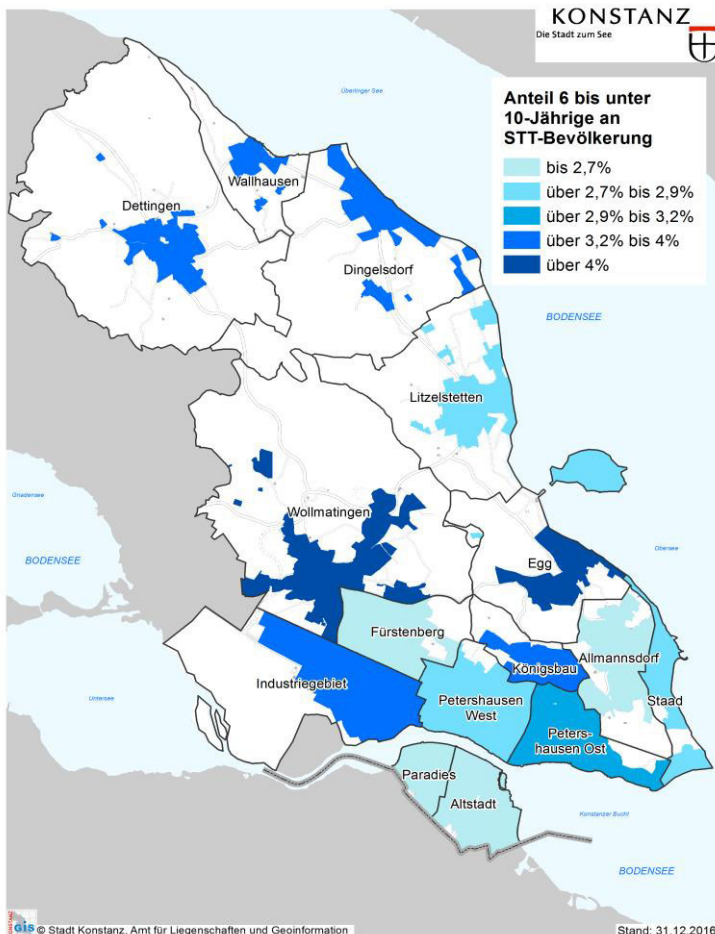 KONSTANZ
Die Stadt zum See
Anteil 6 bis unter
10-Jährige an
STT-Bevölkerung
bis 2,7%
über 2,7% bis 2,9%
über 2,9% bis 3,2%
über 3,2% bis 4%
über 4%
Überlinger See
Wallhausen
Dettingen
Dingelsdorf
BODENSEE
Litzelstetten
Gnadensee
Wollmatingen
Obersee
BODENSEE
Egg
Fürstenberg
Königsbau
Allmannsdorf
Industriegebiet
Untersee
Petershausen
West
Staad
Peters-
hausen Ost
Paradies
Altstadt
Konstanzer Bucht
BODENSEE
KONSTANZ
GIS © Stadt Konstanz, Amt für Liegenschaften und Geoinformation
Stand: 31.12.2016